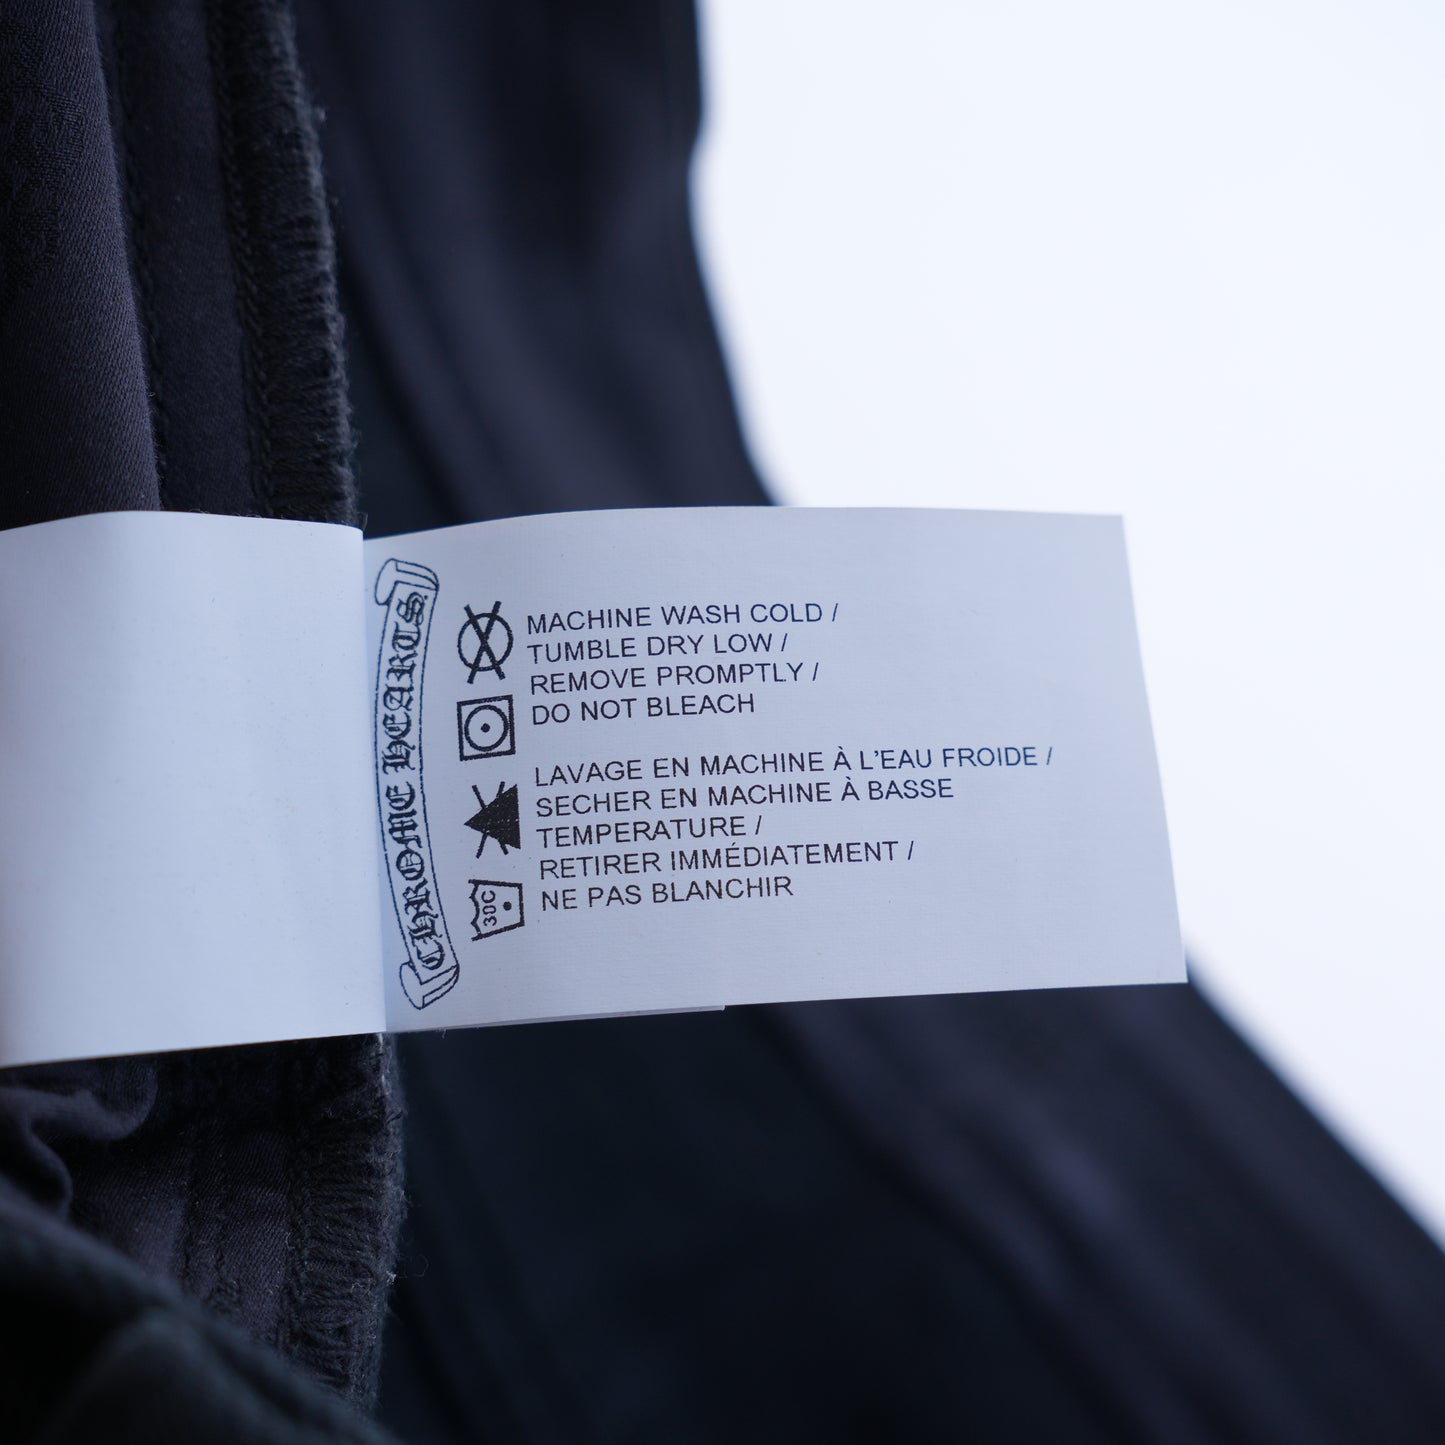 CHROME HEARTS
MACHINE WASH COLD /
TUMBLE DRY LOW /
REMOVE PROMPTLY /
DO NOT BLEACH
LAVAGE EN MACHINE À L'EAU FROIDE /
SECHER EN MACHINE À BASSE
TEMPERATURE /
RETIRER IMMÉDIATEMENT /
NE PAS BLANCHIR
30C